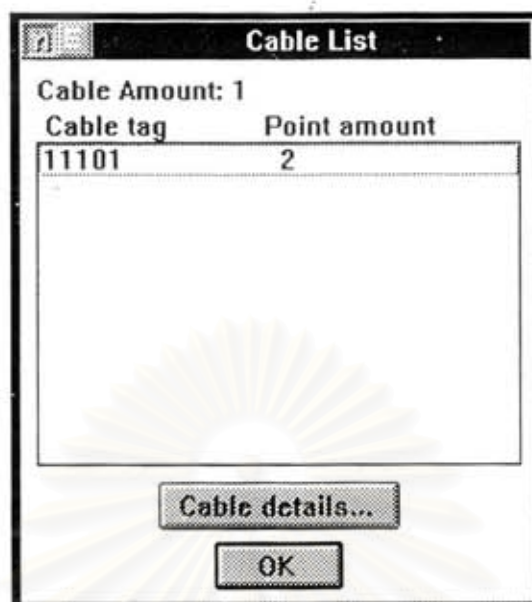 Cable List
Cable Amount: 1
Cable tag Point amount
11101 2
Cable details...
OK